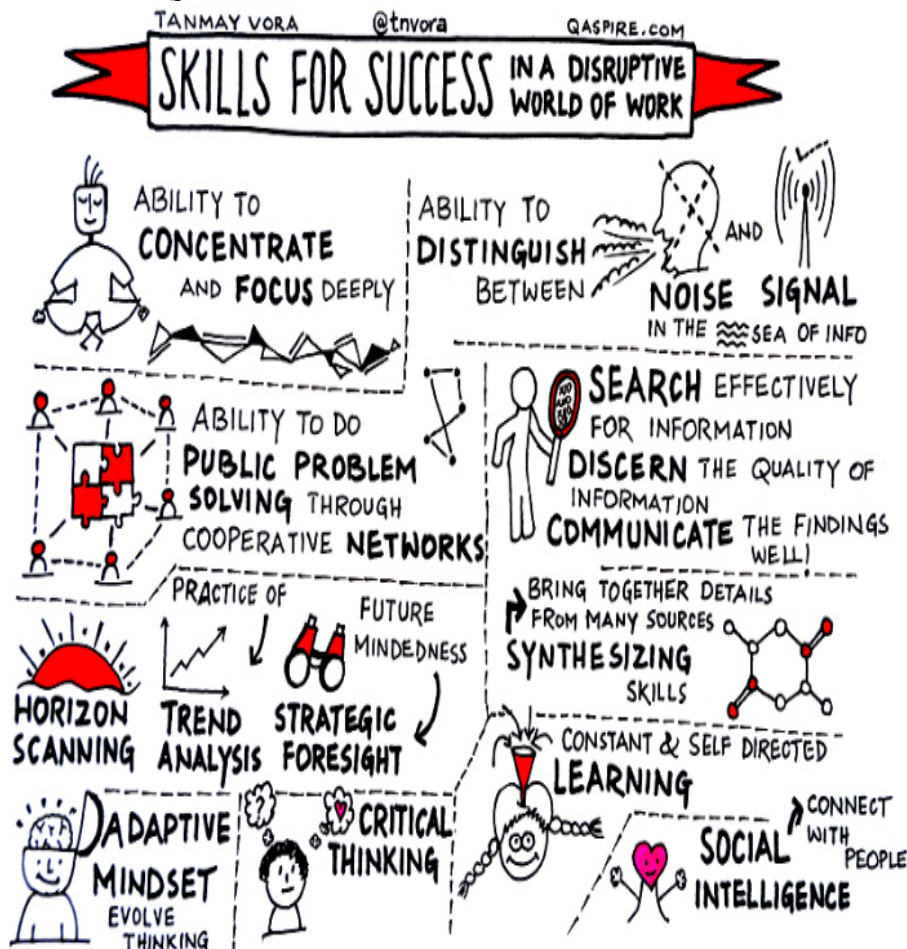 TANMAY VORA @tnvora QASPIRE.COM
SKILLS FOR SUCCESS IN A DISRUPTIVE
WORLD OF WORK
ABILITY TO
CONCENTRATE
AND FOCUS DEEPLY
ABILITY TO
DISTINGUISH
BETWEEN
AND
NOISE SIGNAL
IN THE SEA OF INFO
ABILITY TO DO
PUBLIC PROBLEM
SOLVING THROUGH
COOPERATIVE NETWORKS
SEARCH EFFECTIVELY
FOR INFORMATION
DISCERN THE QUALITY OF
INFORMATION
COMMUNICATE THE FINDINGS
WELL!
PRACTICE OF
FUTURE
MINDEDNESS
HORIZON
SCANNING
TREND
ANALYSIS
STRATEGIC
FORESIGHT
BRING TOGETHER DETAILS
FROM MANY SOURCES
SYNTHESIZING
SKILLS
CONSTANT & SELF DIRECTED
LEARNING
ADAPTIVE
MINDSET
EVOLVE
THINKING
?
CRITICAL
THINKING
SOCIAL
INTELLIGENCE
CONNECT
WITH
PEOPLE